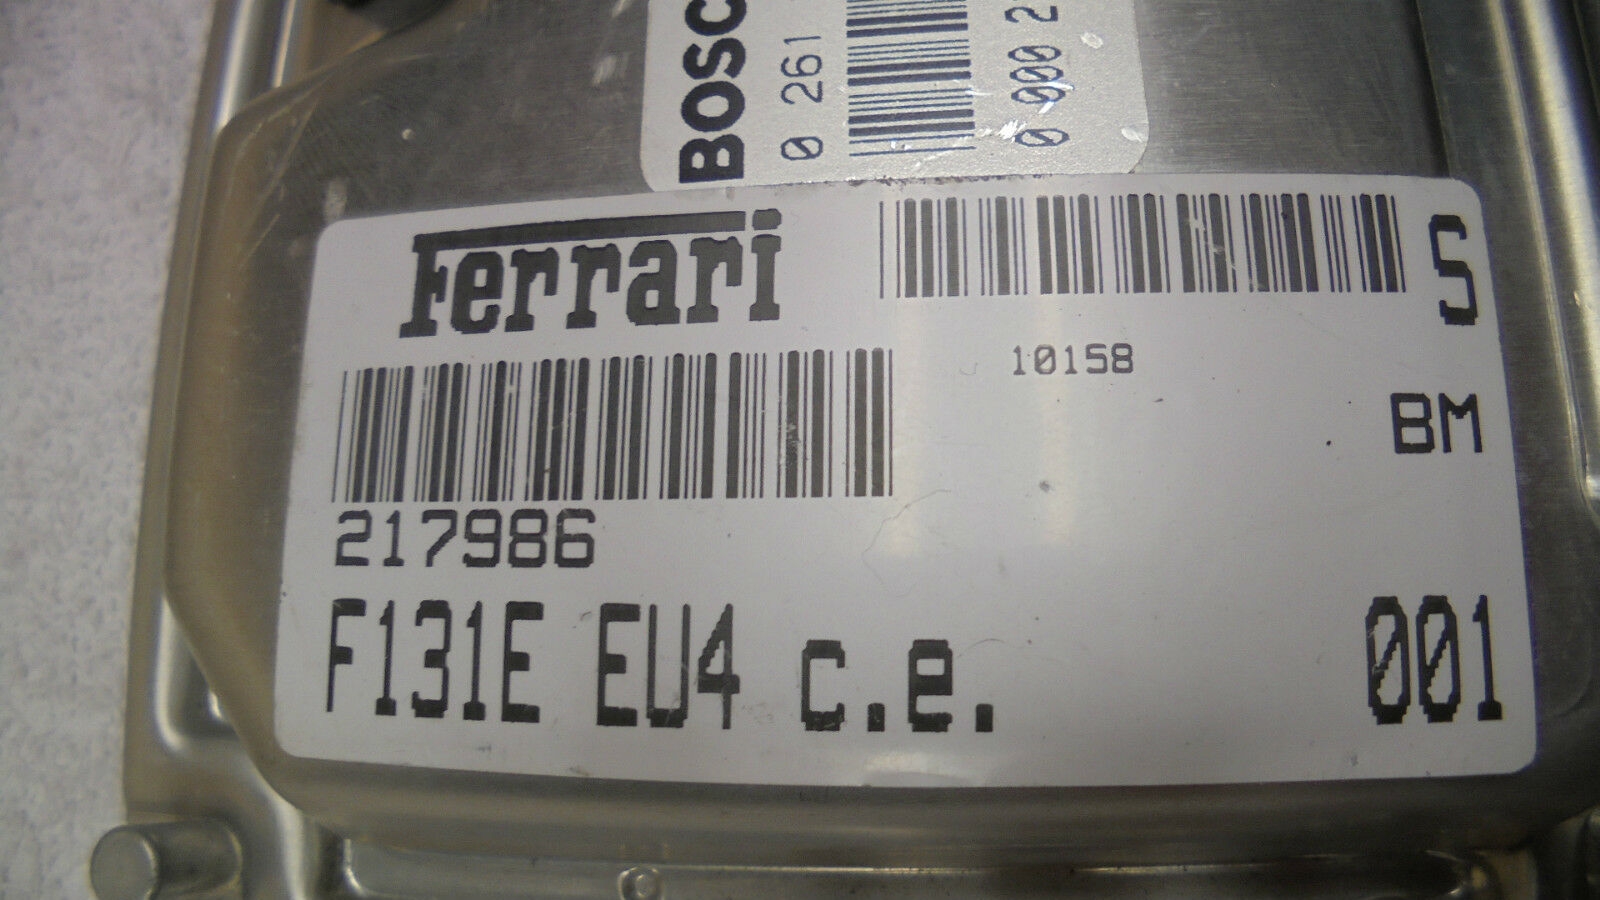 BOSC
0 261
0 000 2
Ferrari
S
10158
BM
217986
F131E EU4 c.e.
001